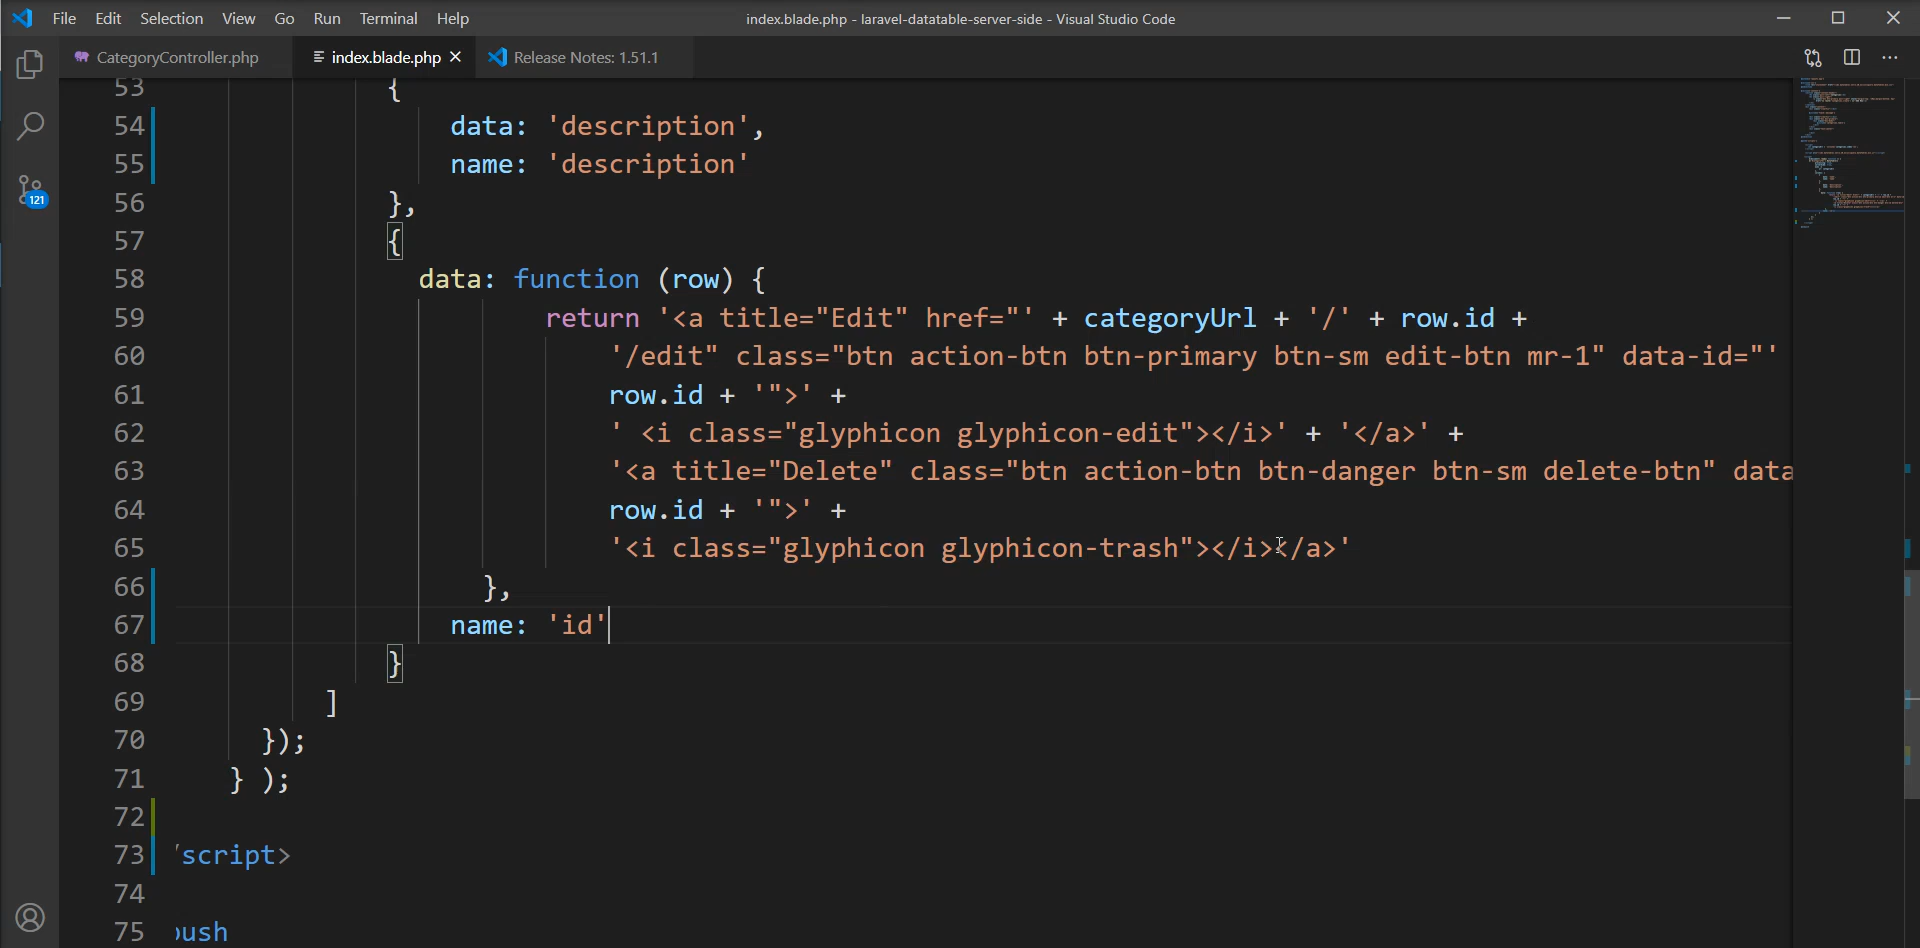 File Edit Selection View Go Run Terminal Help
index.blade.php - laravel-datatable-server-side - Visual Studio Code
CategoryController.php index.blade.php Release Notes: 1.51.1
121
53 {
54 data: 'description',
55 name: 'description'
56 },
57 {
58 data: function (row) {
59 return '<a title="Edit" href="' + categoryUrl + '/' + row.id +
60 '/edit" class="btn action-btn btn-primary btn-sm edit-btn mr-1" data-id="'
61 row.id + '">' +
62 ' <i class="glyphicon glyphicon-edit"></i>' + '</a>' +
63 '<a title="Delete" class="btn action-btn btn-danger btn-sm delete-btn" data
64 row.id + '">' +
65 '<i class="glyphicon glyphicon-trash"></i></a>'
66 },
67 name: 'id'
68 }
69 ]
70 });
71 } );
72
73 /script>
74
75 push